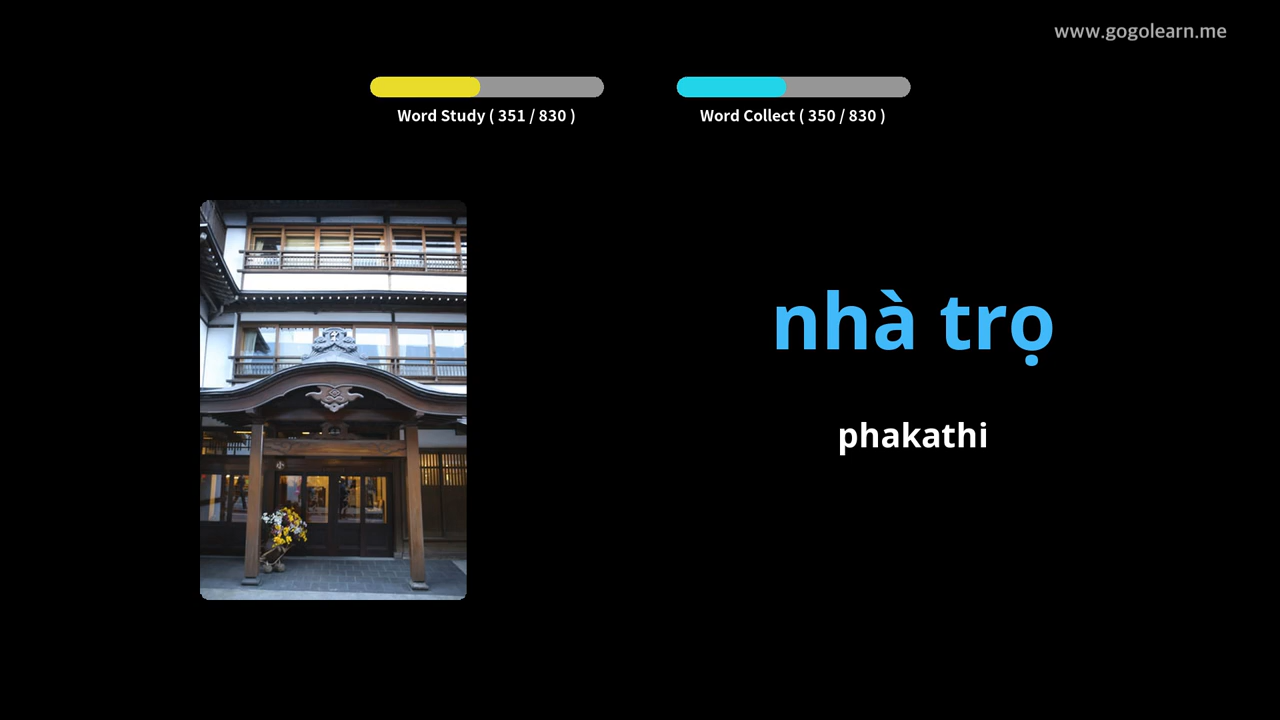 www.gogolearn.me
Word Study ( 351 / 830 )
Word Collect ( 350 / 830 )
nhà trọ
phakathi